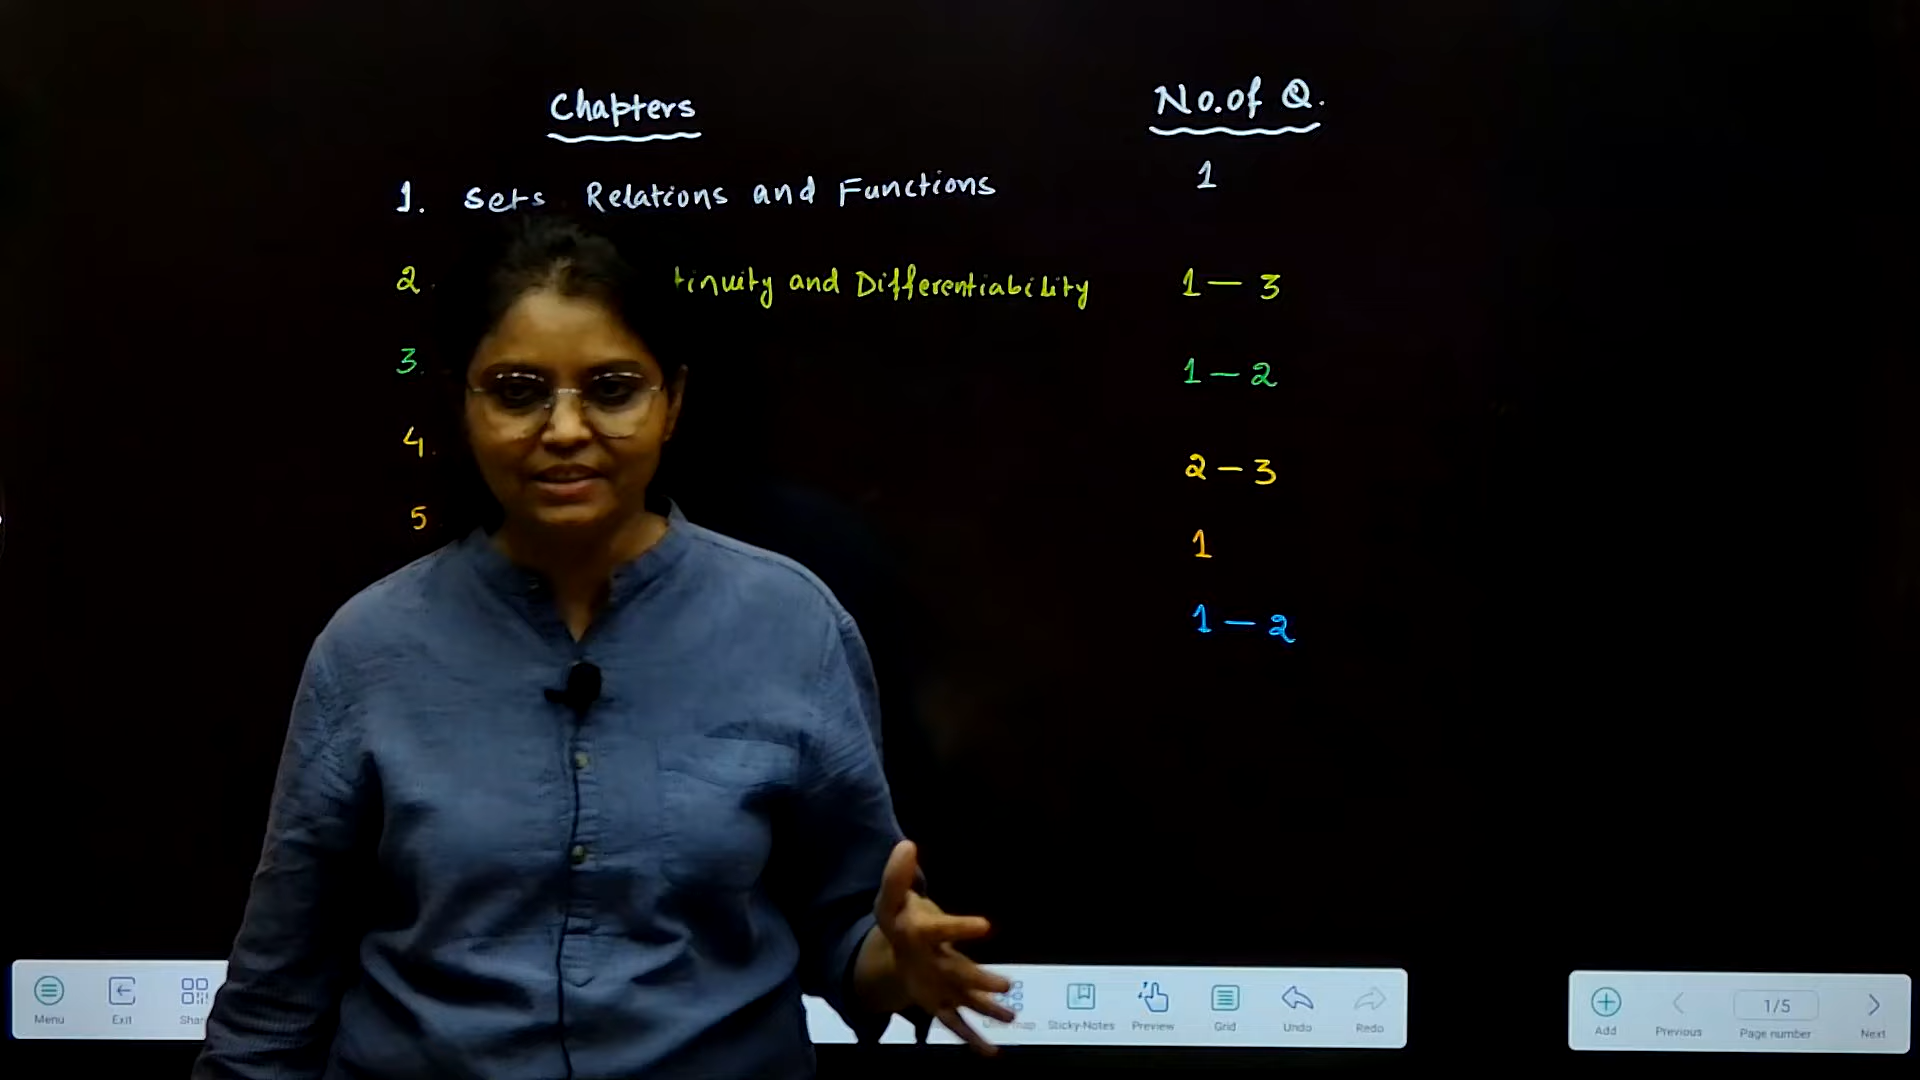 Chapters No. of Q.
1. Sets Relations and Functions 1
2. tinuity and Differentiability 1 – 3
3. 1 – 2
4. 2 – 3
5 1
1 – 2
Menu Exit Shar map Sticky-Notes Preview Grid Undo Redo Add Previous 1/5 Page number Next